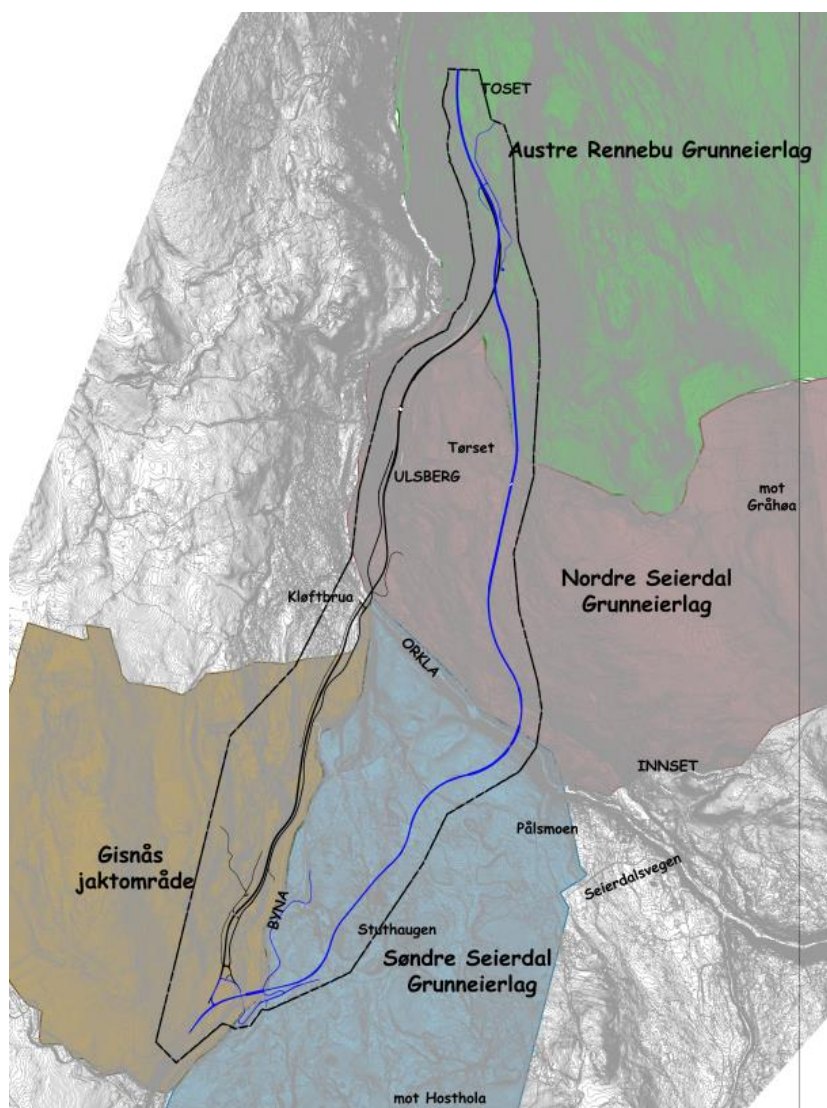 TOSET
Austre Rennebu Grunneierlag
Tørset
ULSBERG
mot
Gråhøa
Nordre Seierdal
Grunneierlag
Kløftbrua
ORKLA
INNSET
Pålsmoen
Seierdalsvegen
Gisnås
jaktområde
BYNA
Stuthaugen
Søndre Seierdal
Grunneierlag
mot Hosthola